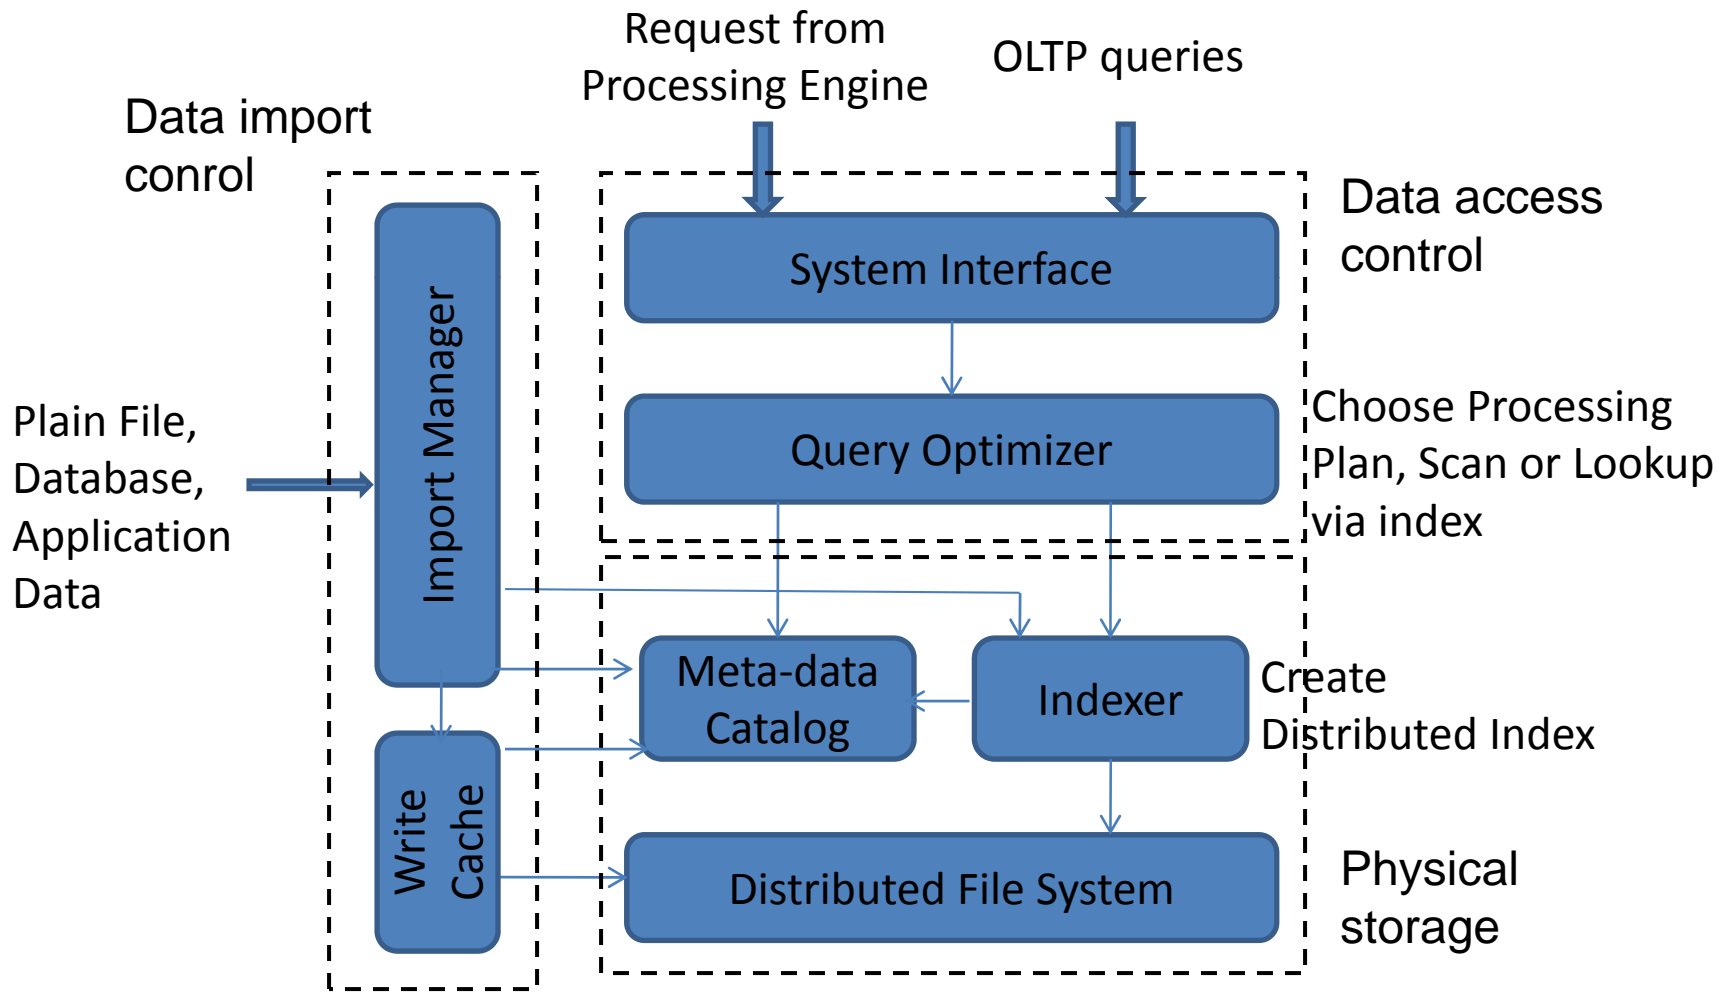 Request from
Processing Engine
OLTP queries
Data import
conrol
Data access
control
System Interface
Import Manager
Plain File,
Database,
Application
Data
Query Optimizer
Choose Processing
Plan, Scan or Lookup
via index
Meta-data
Catalog
Indexer
Create
Distributed Index
Write
Cache
Distributed File System
Physical
storage